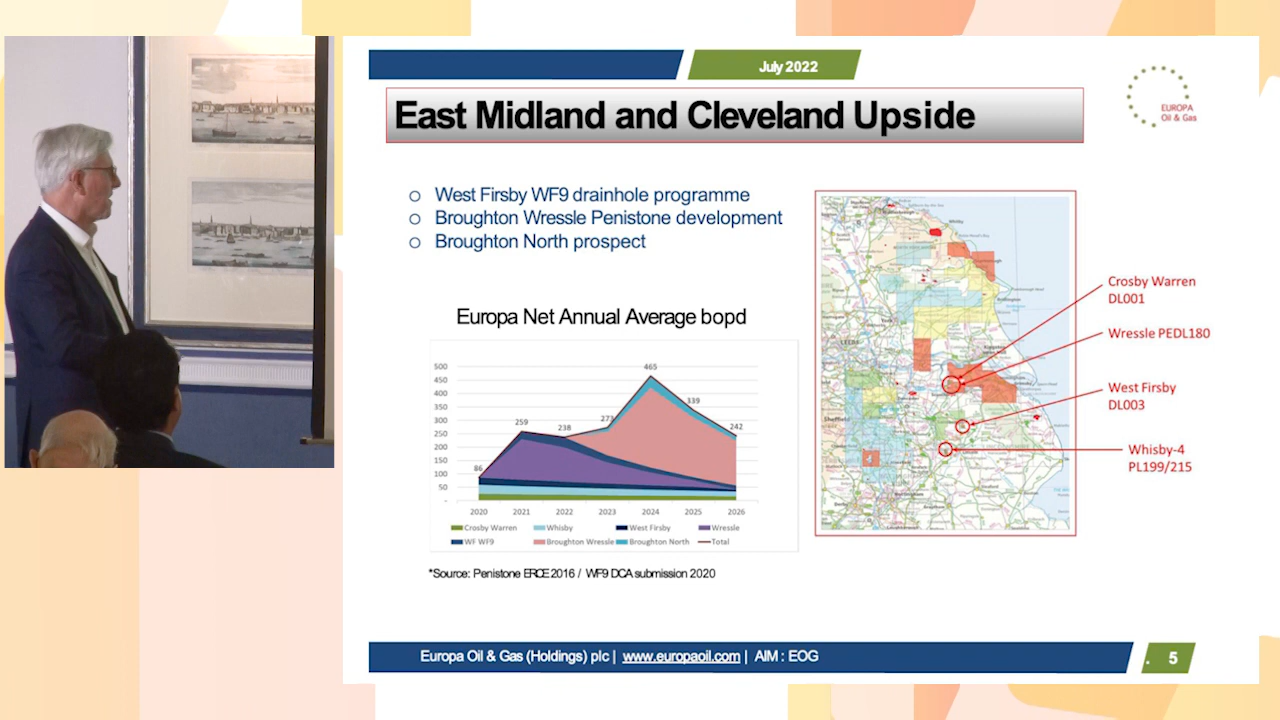 July 2022
EUROPA
Oil & Gas
East Midland and Cleveland Upside
○ West Firsby WF9 drainhole programme
○ Broughton Wressle Penistone development
○ Broughton North prospect
Europa Net Annual Average bopd
500
450
400
350
300
250
200
150
100
50
-
86
259
238
273
465
339
242
2020 2021 2022 2023 2024 2025 2026
Crosby Warren Whisby West Firsby Wressle
WF WF9 Broughton Wressle Broughton North Total
*Source: Penistone ERCE 2016 / WF9 DCA submission 2020
Crosby Warren
DL001
Wressle PEDL180
West Firsby
DL003
Whisby-4
PL199/215
LEEDS
Sheffield
Europa Oil & Gas (Holdings) plc | www.europaoil.com | AIM : EOG
. 5